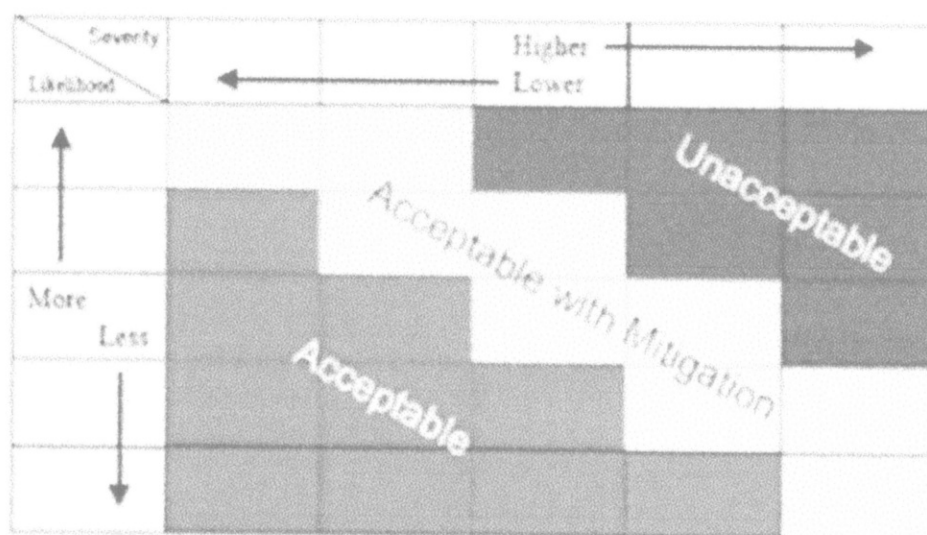 Severity
Likelihood
Higher
Lower
More
Less
Unacceptable
Acceptable with Mitigation
Acceptable